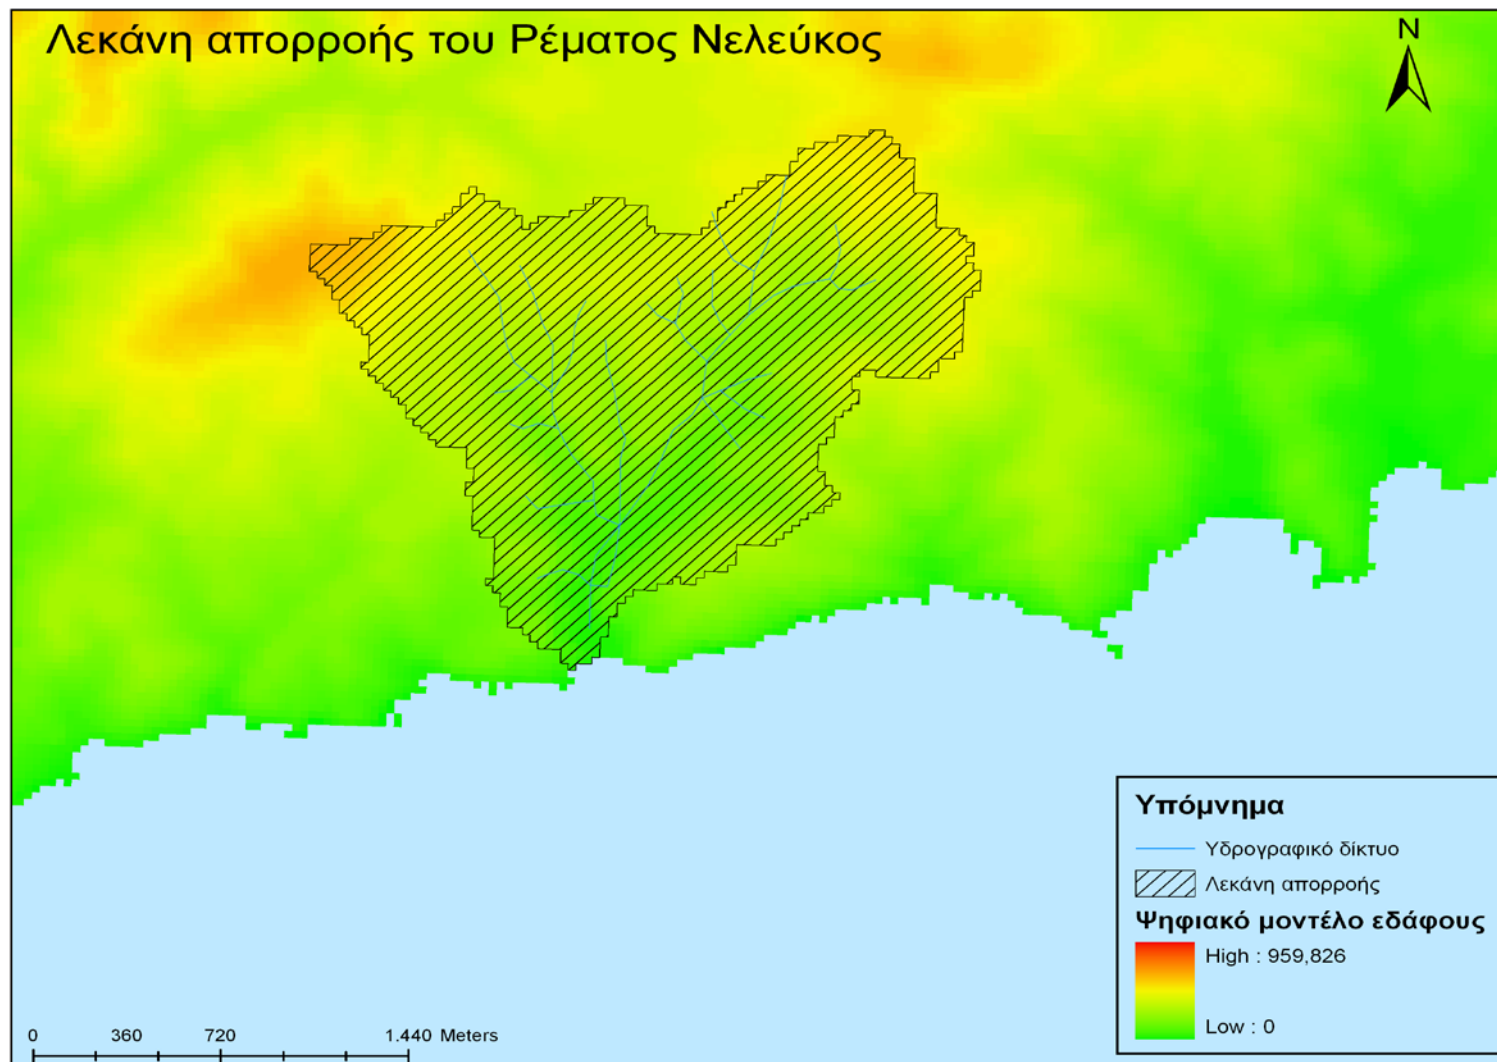 Λεκάνη απορροής του Ρέματος Νελεύκος
N
Υπόμνημα
Υδρογραφικό δίκτυο
Λεκάνη απορροής
Ψηφιακό μοντέλο εδάφους
High : 959,826
Low : 0
0 360 720 1.440 Meters